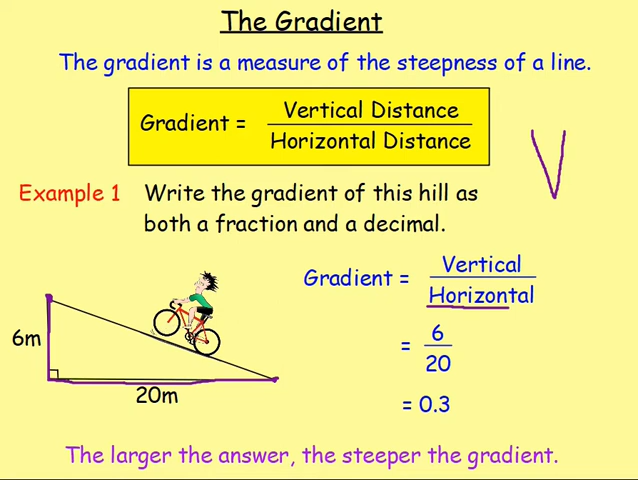 The Gradient
The gradient is a measure of the steepness of a line.
Gradient = Vertical Distance
Horizontal Distance
V
Example 1 Write the gradient of this hill as
both a fraction and a decimal.
Gradient = Vertical
Horizontal
6m
= 6
20
20m
= 0.3
The larger the answer, the steeper the gradient.